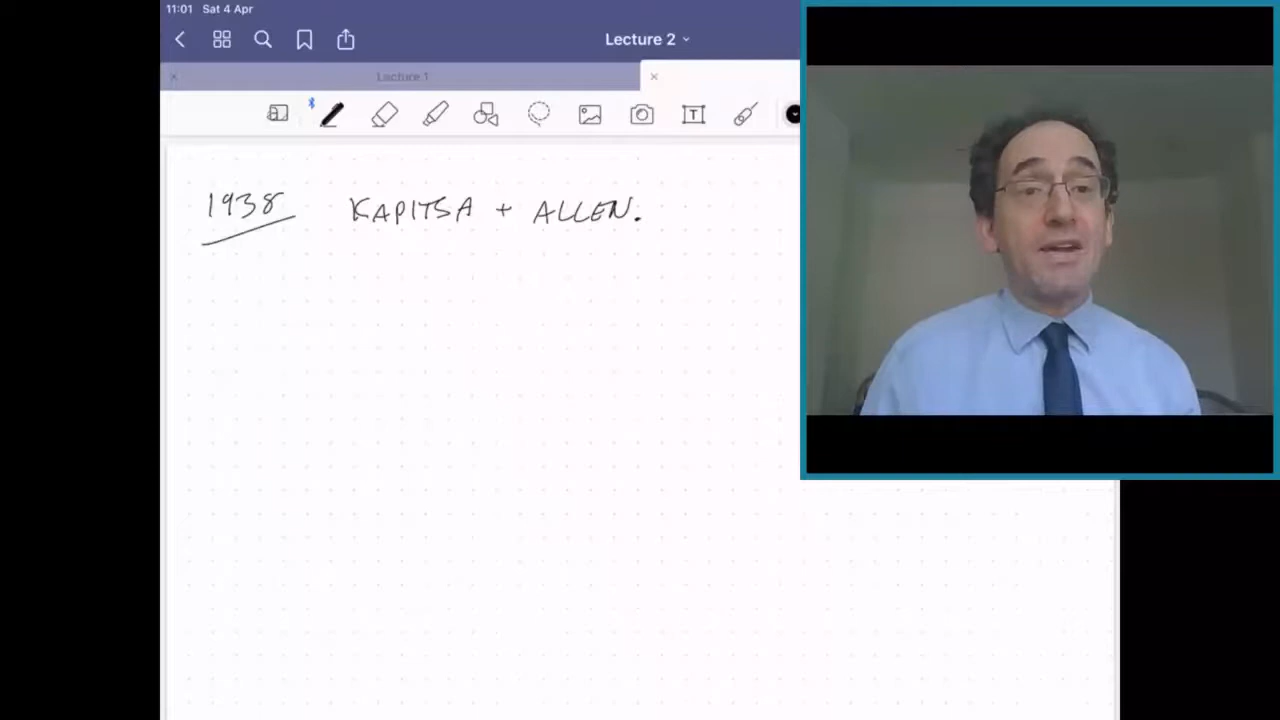 11:01 Sat 4 Apr
Lecture 2
Lecture 1
T
1938 KAPITSA + ALLEN.